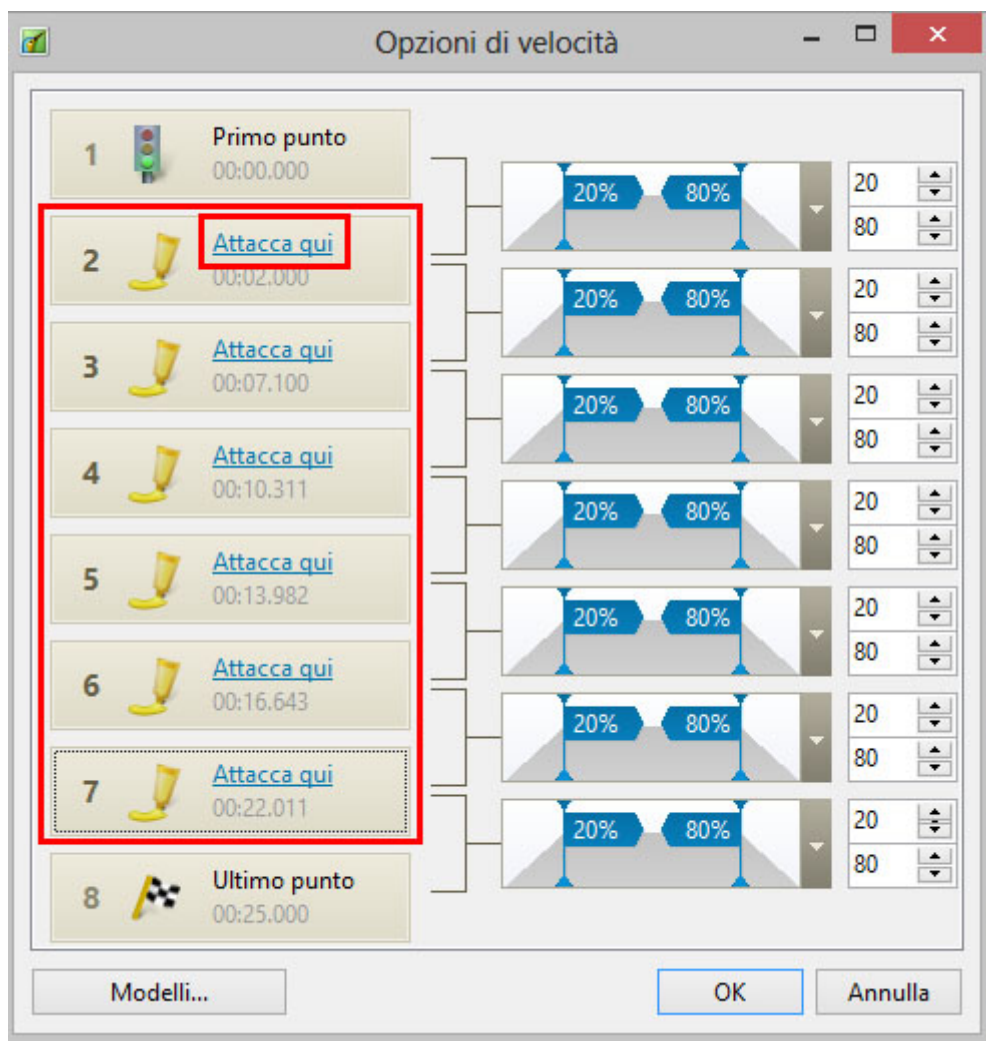 Opzioni di velocità
1 Primo punto
00:00.000
20% 80% 20
80
2 Attacca qui
00:02.000
20% 80% 20
80
3 Attacca qui
00:07.100
20% 80% 20
80
4 Attacca qui
00:10.311
20% 80% 20
80
5 Attacca qui
00:13.982
20% 80% 20
80
6 Attacca qui
00:16.643
20% 80% 20
80
7 Attacca qui
00:22.011
20% 80% 20
80
8 Ultimo punto
00:25.000
Modelli... OK Annulla